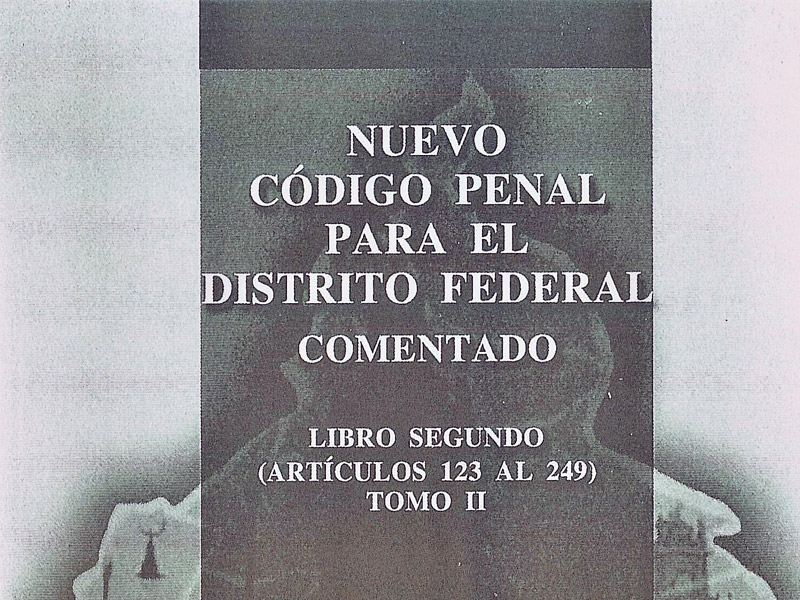 NUEVO
CÓDIGO PENAL
PARA EL
DISTRITO FEDERAL
COMENTADO
LIBRO SEGUNDO
(ARTÍCULOS 123 AL 249)
TOMO II